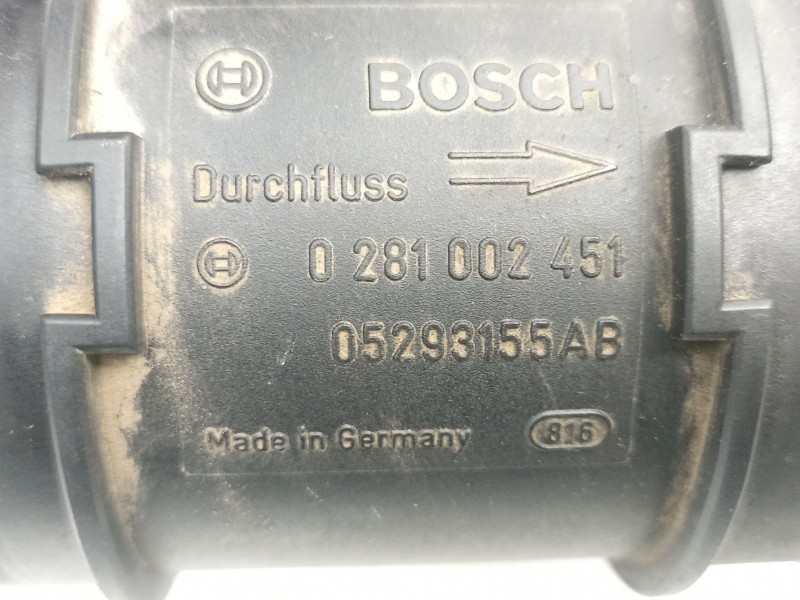 BOSCH
Durchfluss
0 281 002 451
05293155AB
Made in Germany 816